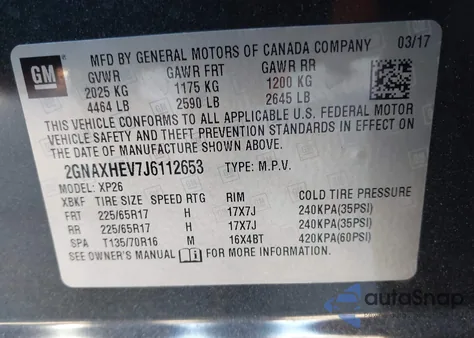 GM
MFD BY GENERAL MOTORS OF CANADA COMPANY 03/17
GVWR GAWR FRT GAWR RR
2025 KG 1175 KG 1200 KG
4464 LB 2590 LB 2645 LB
THIS VEHICLE CONFORMS TO ALL APPLICABLE U.S. FEDERAL MOTOR
VEHICLE SAFETY AND THEFT PREVENTION STANDARDS IN EFFECT ON
THE DATE OF MANUFACTURE SHOWN ABOVE.
2GNAXHEV7J6112653 TYPE: M.P.V.
MODEL: XP26
XBKF TIRE SIZE SPEED RTG RIM COLD TIRE PRESSURE
FRT 225/65R17 H 17X7J 240KPA(35PSI)
RR 225/65R17 H 17X7J 240KPA(35PSI)
SPA T135/70R16 M 16X4BT 420KPA(60PSI)
SEE OWNER'S MANUAL FOR MORE INFORMATION
autoSnap